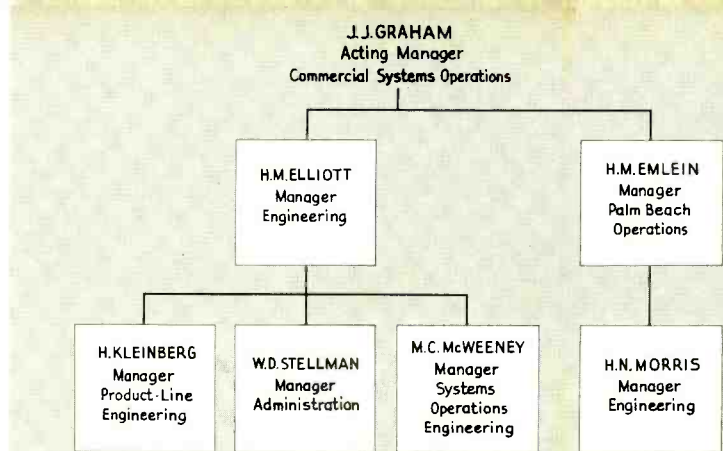 J.J.GRAHAM
Acting Manager
Commercial Systems Operations
H.M.ELLIOTT
Manager
Engineering
H.M.EMLEIN
Manager
Palm Beach
Operations
H.KLEINBERG
Manager
Product-Line
Engineering
W.D.STELLMAN
Manager
Administration
M.C.McWEENEY
Manager
Systems
Operations
Engineering
H.N.MORRIS
Manager
Engineering